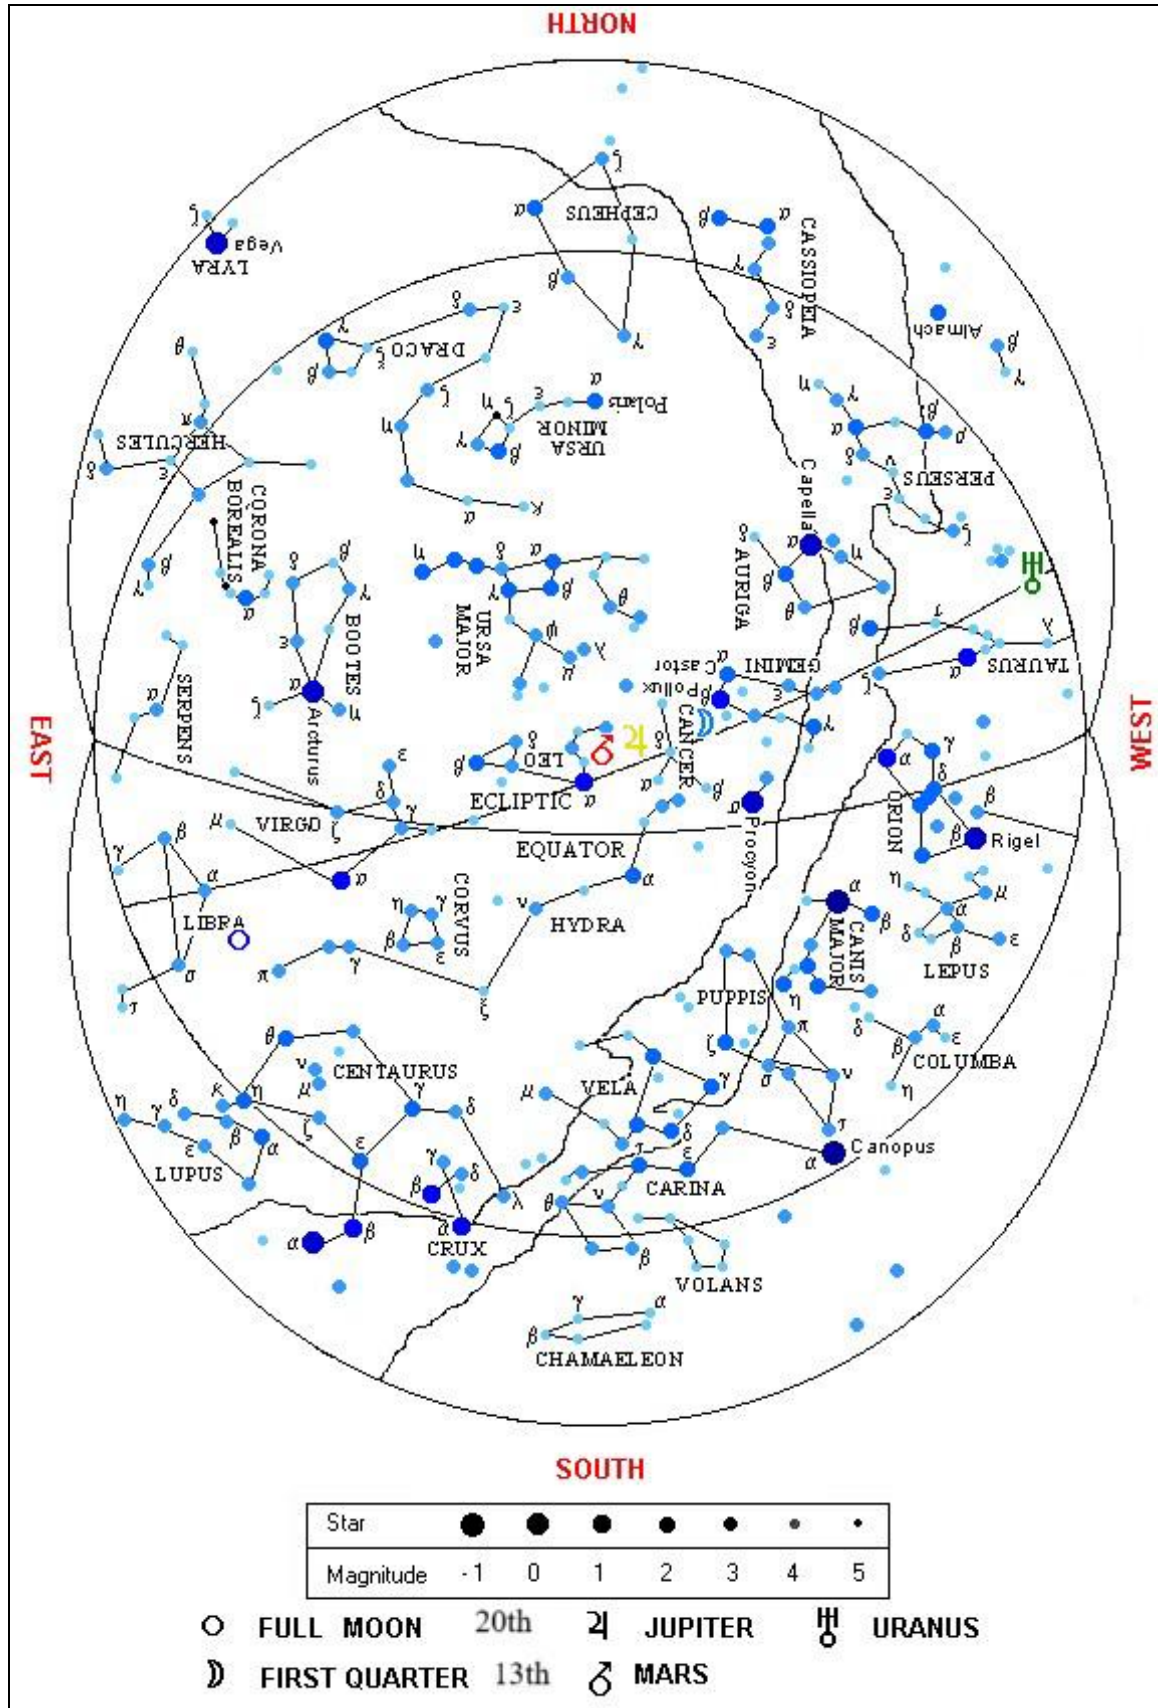 NORTH
ζ
α
CEPHEUS
β
γ
β
α
γ
δ
ε
CASSIOPEIA
ζ
Vega
LYRA
Almach
β
γ
δ
ε
γ
β
ξ
DRACO
ζ
η
α
κ
θ
π
HERCULES
δ
ε
β
γ
α
Polaris
ε
ζ
η
γ
β
URSA
MINOR
η
γ
α
δ
ν
ε
ζ
β
ρ
PERSEUS
Capella
α
δ
β
θ
AURIGA
CORONA
BOREALIS
α
δ
β
γ
ε
α
ζ
η
BOOTES
Arcturus
η
δ
α
γ
β
θ
ψ
μ
λ
URSA
MAJOR
β
τ
ζ
α
λ
TAURUS
Castor
α
GEMINI
β
Pollux
ε
γ
SERPENS
α
EAST
WEST
CANCER
δ
α
β
LEO
δ
β
α
ECLIPTIC
ε
δ
γ
ζ
μ
VIRGO
α
EQUATOR
α
Procyon
α
γ
δ
ORION
β
β
Rigel
β
γ
α
LIBRA
σ
τ
CORVUS
η
γ
β
ε
α
ν
HYDRA
π
γ
ξ
α
β
CANIS
MAJOR
η
η
μ
α
δ
β
ε
LEPUS
PUPPIS
π
ζ
σ
ν
τ
δ
α
β
ε
COLUMBA
η
θ
ν
CENTAURUS
μ
κ
η
ζ
γ
δ
ε
λ
β
α
VELA
μ
γ
δ
η
γ
δ
β
α
ε
LUPUS
γ
δ
β
α
CRUX
Canopus
α
ε
ι
CARINA
θ
υ
β
VOLANS
γ
α
β
CHAMAELEON
SOUTH
Star
Magnitude -1 0 1 2 3 4 5
FULL MOON 20th JUPITER URANUS
FIRST QUARTER 13th MARS